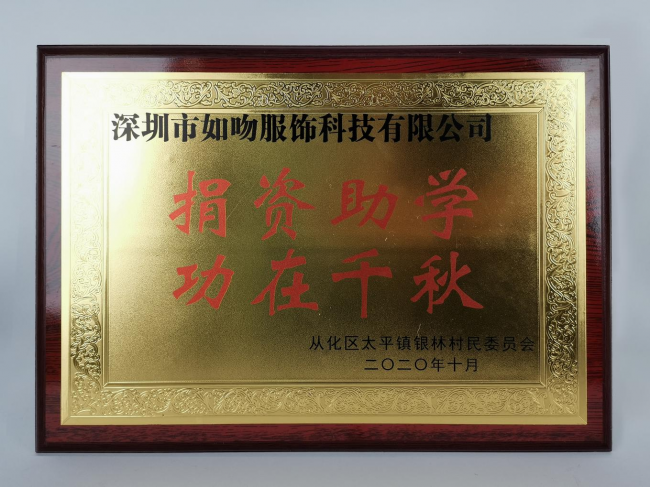 深圳市如吻服饰科技有限公司
捐资助学
功在千秋
从化区太平镇银林村民委员会
二〇二〇年十月